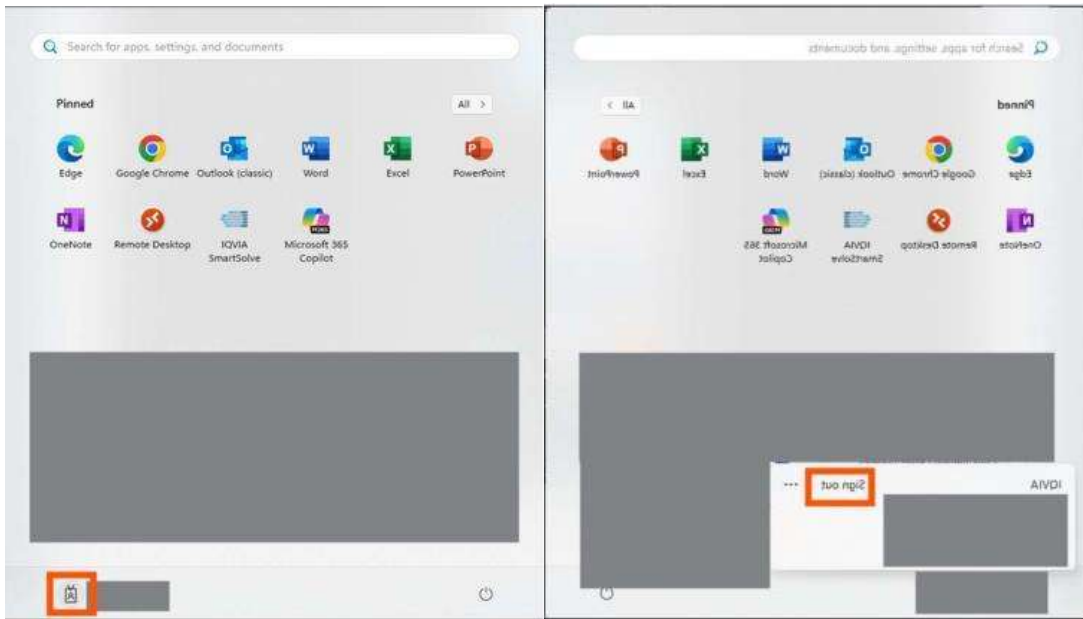 Search for apps, settings, and documents
Pinned
All >
Edge
Google Chrome
Outlook (classic)
Word
Excel
PowerPoint
OneNote
Remote Desktop
IQVIA
SmartSolve
Microsoft 365
Copilot
Search for apps, settings, and documents
Pinned
All >
Edge
Google Chrome
Outlook (classic)
Word
Excel
PowerPoint
OneNote
Remote Desktop
IQVIA
SmartSolve
Microsoft 365
Copilot
IQVIA
Sign out
...